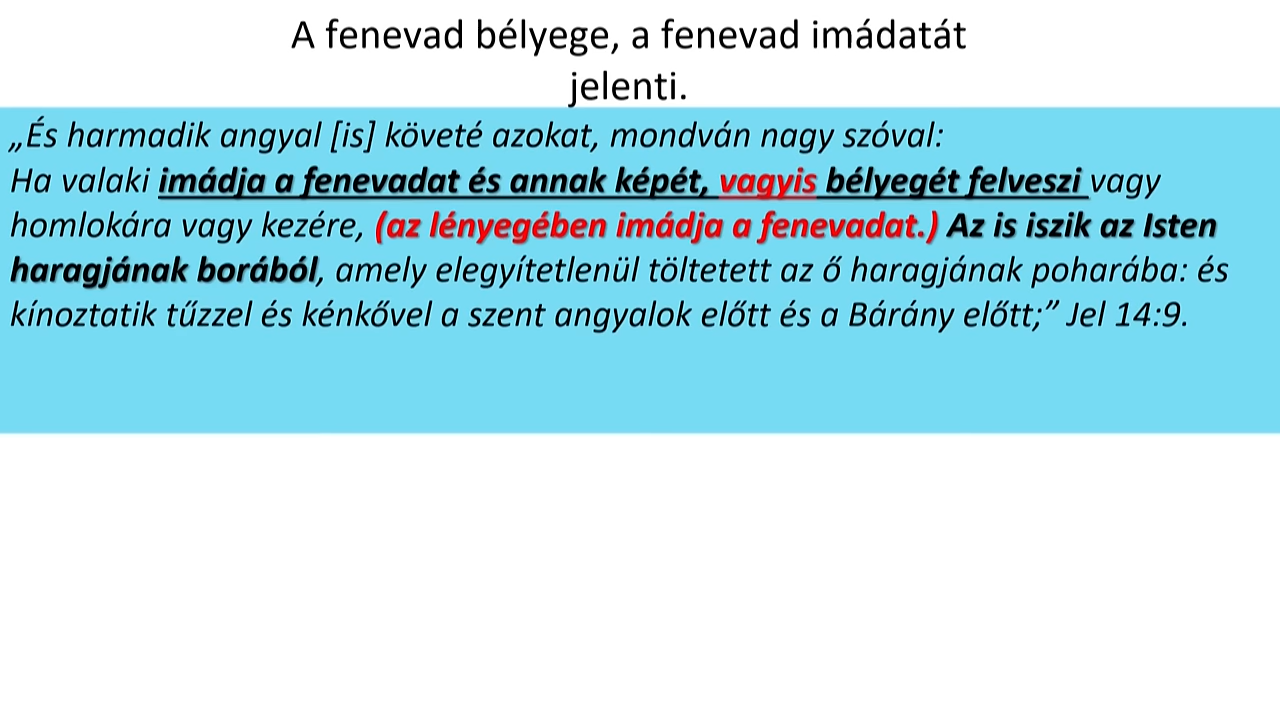 A fenevad bélyege, a fenevad imádatát
jelenti.
„És harmadik angyal [is] követé azokat, mondván nagy szóval:
Ha valaki imádja a fenevadat és annak képét, vagyis bélyegét felveszi vagy
homlokára vagy kezére, (az lényegében imádja a fenevadat.) Az is iszik az Isten
haragjának borából, amely elegyítetlenül töltetett az ő haragjának poharába: és
kínoztatik tűzzel és kénkővel a szent angyalok előtt és a Bárány előtt;” Jel 14:9.